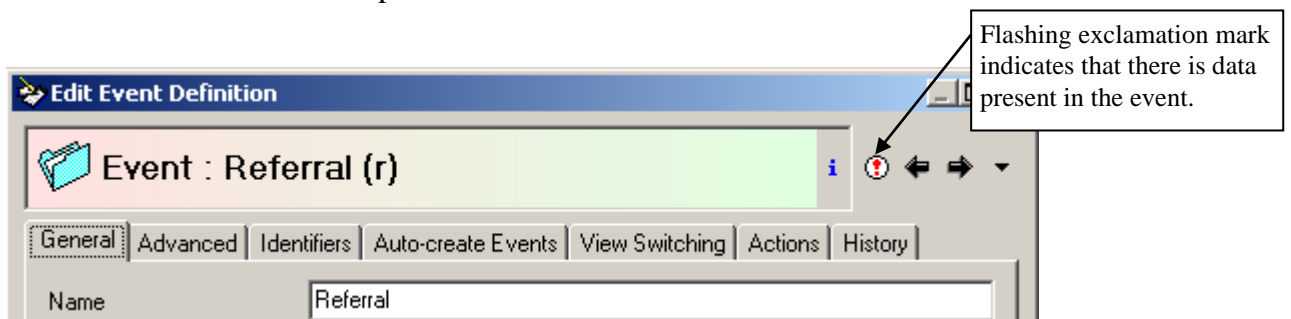 Flashing exclamation mark
indicates that there is data
present in the event.
Edit Event Definition
Event : Referral (r)
i
General Advanced Identifiers Auto-create Events View Switching Actions History
Name Referral